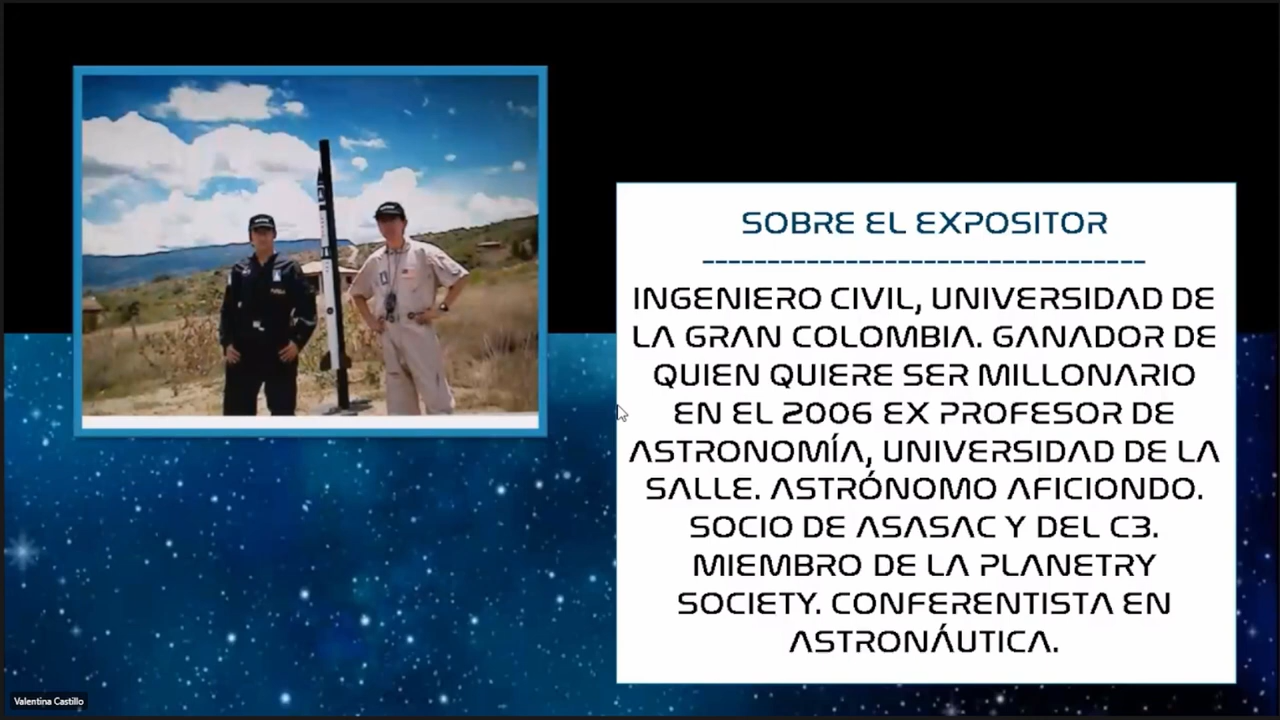 SOBRE EL EXPOSITOR
----------------------------------
INGENIERO CIVIL, UNIVERSIDAD DE
LA GRAN COLOMBIA. GANADOR DE
QUIEN QUIERE SER MILLONARIO
EN EL 2006 EX PROFESOR DE
ASTRONOMÍA, UNIVERSIDAD DE LA
SALLE. ASTRÓNOMO AFICIONDO.
SOCIO DE ASASAC Y DEL C3.
MIEMBRO DE LA PLANETRY
SOCIETY. CONFERENTISTA EN
ASTRONÁUTICA.
Valentina Castillo